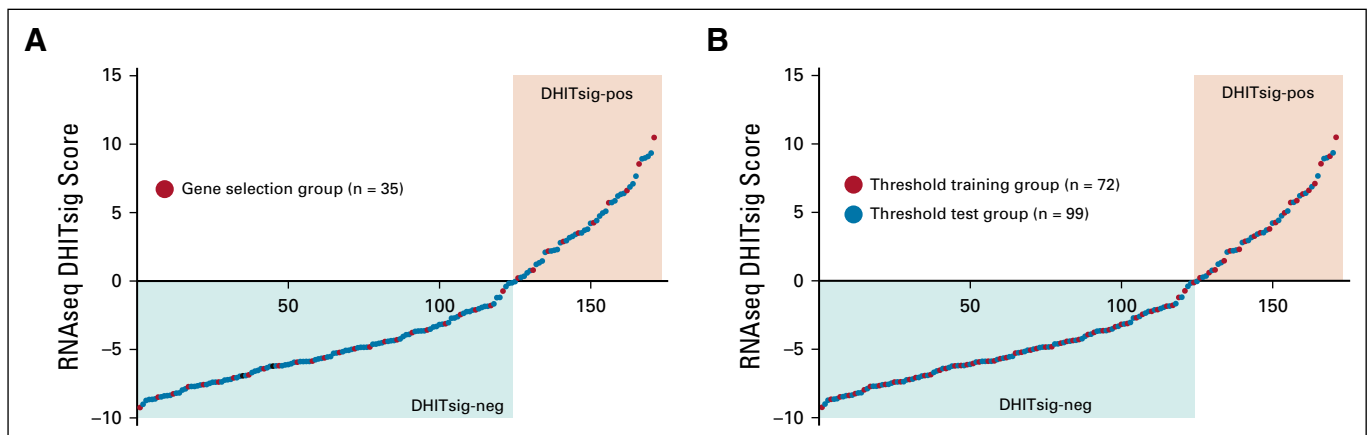 A
RNAseq DHITsig Score
15
10
5
0
–5
–10
50
100
150
DHITsig-pos
Gene selection group (n = 35)
DHITsig-neg
B
RNAseq DHITsig Score
15
10
5
0
–5
–10
50
100
150
DHITsig-pos
Threshold training group (n = 72)
Threshold test group (n = 99)
DHITsig-neg